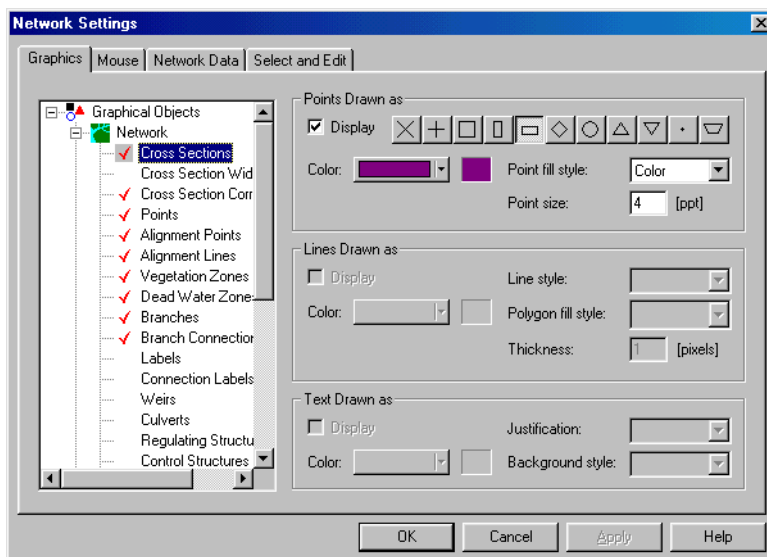 Network Settings
Graphics
Mouse
Network Data
Select and Edit
Graphical Objects
Network
Cross Sections
Cross Section Wid
Cross Section Corr
Points
Alignment Points
Alignment Lines
Vegetation Zones
Dead Water Zone
Branches
Branch Connection
Labels
Connection Labels
Weirs
Culverts
Regulating Structu
Control Structures
Points Drawn as
Display
Color:
Point fill style:
Color
Point size:
4
[ppt]
Lines Drawn as
Display
Line style:
Color:
Polygon fill style:
Thickness:
1
[pixels]
Text Drawn as
Display
Justification:
Color:
Background style:
OK
Cancel
Apply
Help